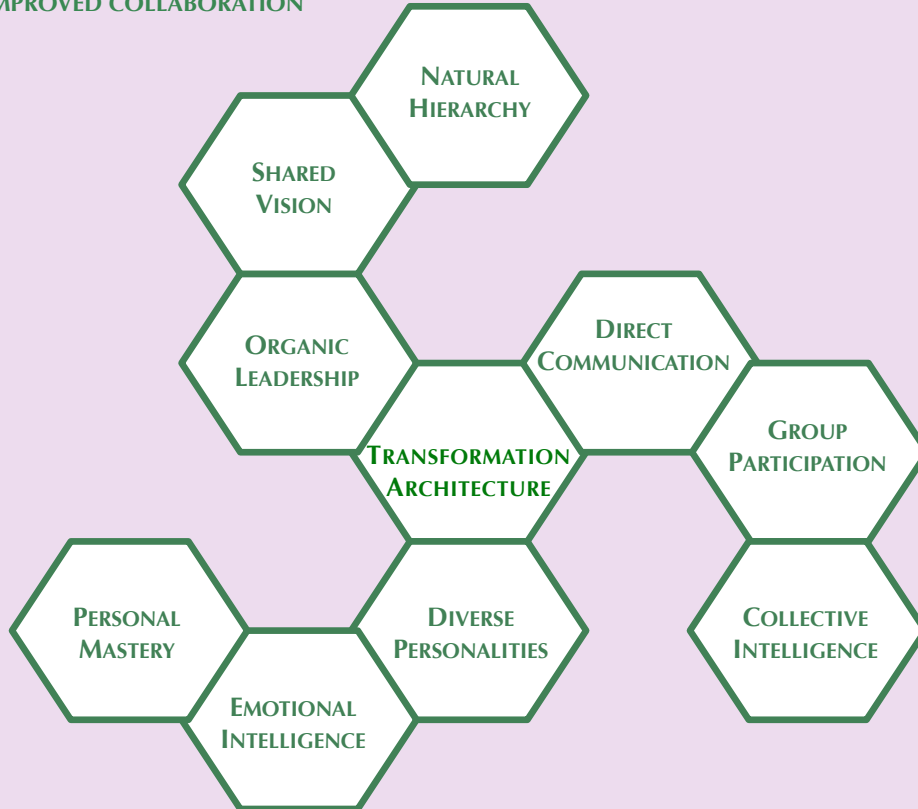 IMPROVED COLLABORATION
NATURAL
HIERARCHY
SHARED
VISION
ORGANIC
LEADERSHIP
DIRECT
COMMUNICATION
TRANSFORMATION
ARCHITECTURE
GROUP
PARTICIPATION
PERSONAL
MASTERY
DIVERSE
PERSONALITIES
COLLECTIVE
INTELLIGENCE
EMOTIONAL
INTELLIGENCE